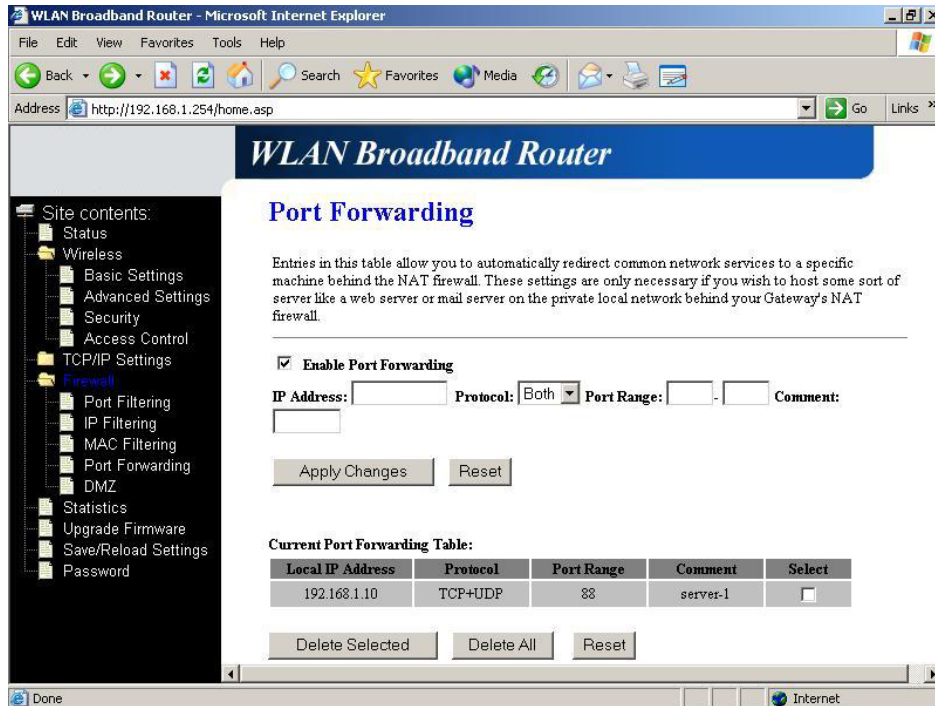 WLAN Broadband Router - Microsoft Internet Explorer
File Edit View Favorites Tools Help
Back Search Favorites Media
Address http://192.168.1.254/home.asp Go Links »
WLAN Broadband Router
Site contents:
Status
Wireless
Basic Settings
Advanced Settings
Security
Access Control
TCP/IP Settings
Firewall
Port Filtering
IP Filtering
MAC Filtering
Port Forwarding
DMZ
Statistics
Upgrade Firmware
Save/Reload Settings
Password
Port Forwarding
Entries in this table allow you to automatically redirect common network services to a specific
machine behind the NAT firewall. These settings are only necessary if you wish to host some sort of
server like a web server or mail server on the private local network behind your Gateway's NAT
firewall.
Enable Port Forwarding
IP Address: Protocol: Both Port Range: - Comment:
Apply Changes Reset
Current Port Forwarding Table:
Local IP Address Protocol Port Range Comment Select
192.168.1.10 TCP+UDP 88 server-1
Delete Selected Delete All Reset
Done Internet